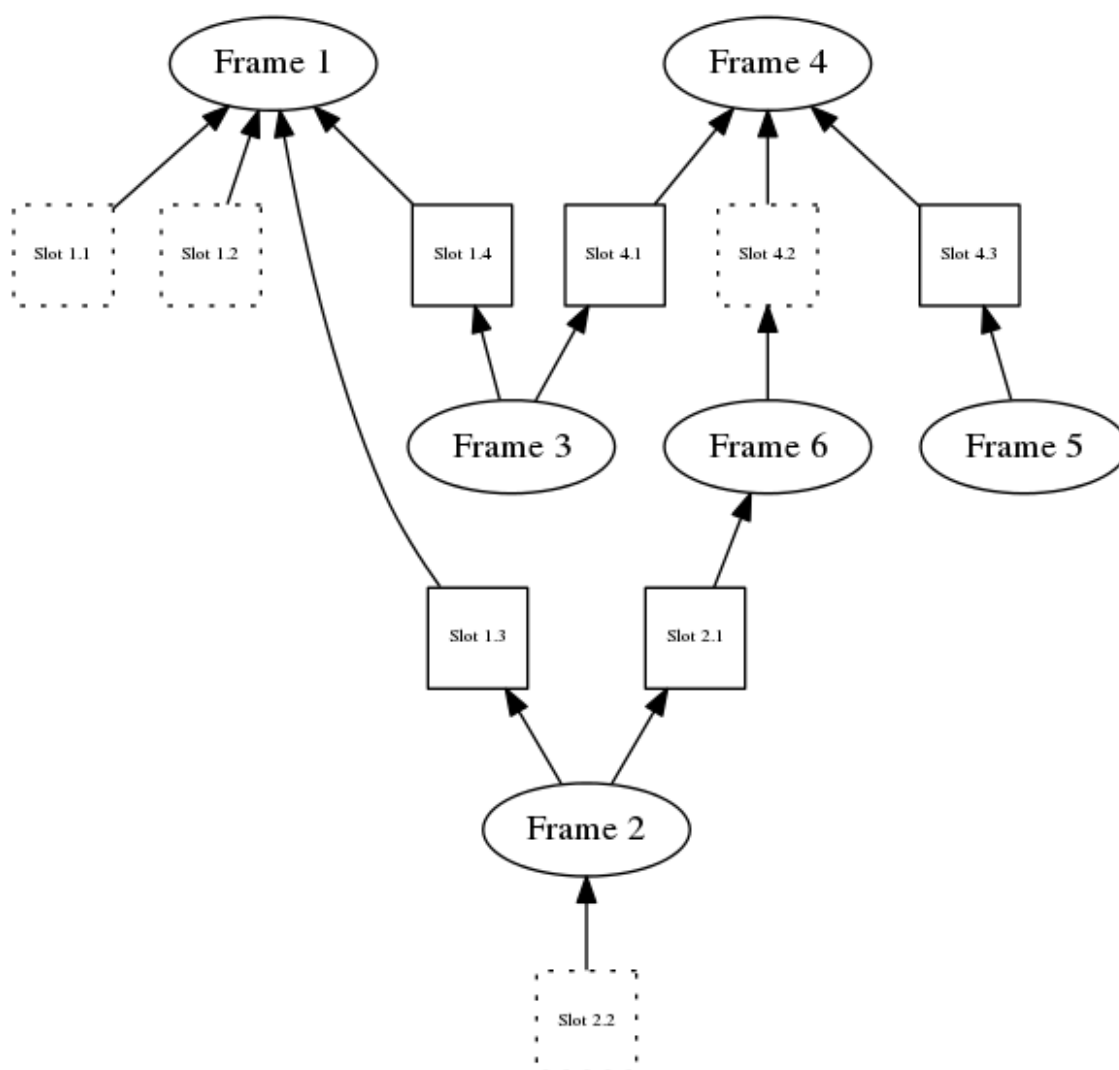 Frame 1
Frame 4
Slot 1.1
Slot 1.2
Slot 1.4
Slot 4.1
Slot 4.2
Slot 4.3
Frame 3
Frame 6
Frame 5
Slot 1.3
Slot 2.1
Frame 2
Slot 2.2